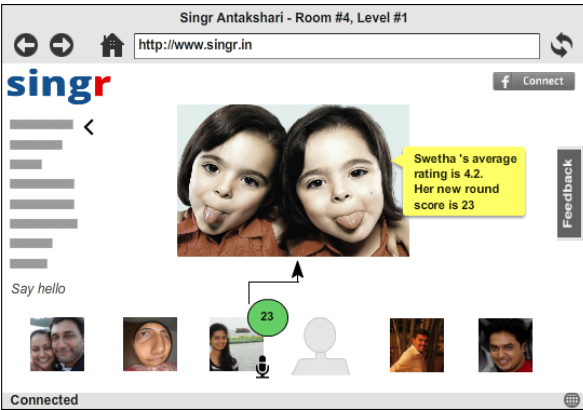 Singr Antakshari - Room #4, Level #1
http://www.singr.in
singr
f Connect
Swetha 's average
rating is 4.2.
Her new round
score is 23
Feedback
Say hello
23
Connected